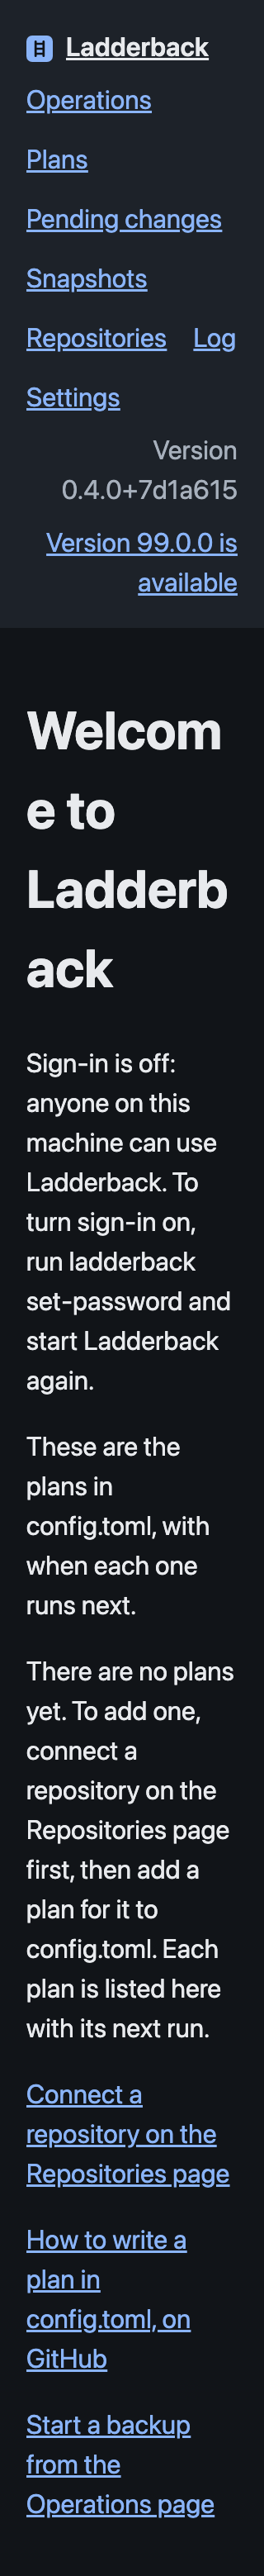 Ladderback
Operations
Plans
Pending changes
Snapshots
Repositories Log
Settings
Version
0.4.0+7d1a615
Version 99.0.0 is
available
Welcom
e to
Ladderb
ack
Sign-in is off:
anyone on this
machine can use
Ladderback. To
turn sign-in on,
run ladderback
set-password and
start Ladderback
again.
These are the
plans in
config.toml, with
when each one
runs next.
There are no plans
yet. To add one,
connect a
repository on the
Repositories page
first, then add a
plan for it to
config.toml. Each
plan is listed here
with its next run.
Connect a
repository on the
Repositories page
How to write a
plan in
config.toml, on
GitHub
Start a backup
from the
Operations page